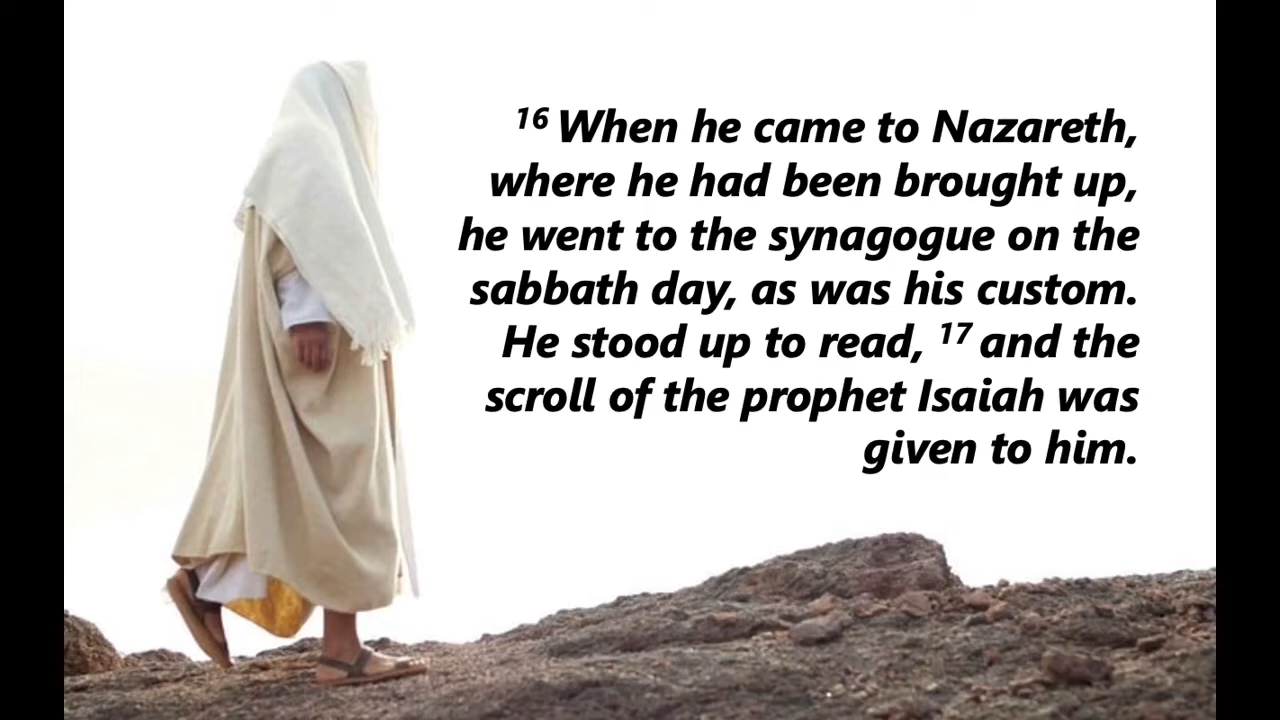 16 When he came to Nazareth,
where he had been brought up,
he went to the synagogue on the
sabbath day, as was his custom.
He stood up to read, 17 and the
scroll of the prophet Isaiah was
given to him.